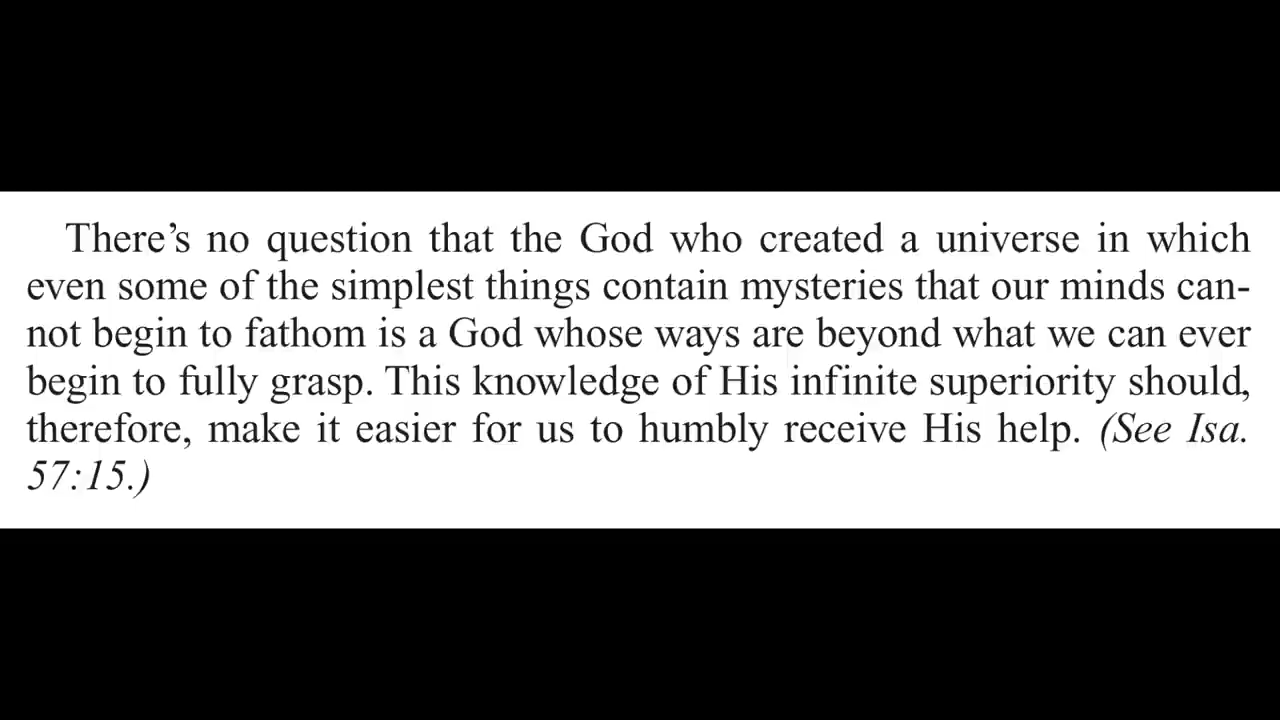 There’s no question that the God who created a universe in which
even some of the simplest things contain mysteries that our minds can-
not begin to fathom is a God whose ways are beyond what we can ever
begin to fully grasp. This knowledge of His infinite superiority should,
therefore, make it easier for us to humbly receive His help. (See Isa.
57:15.)